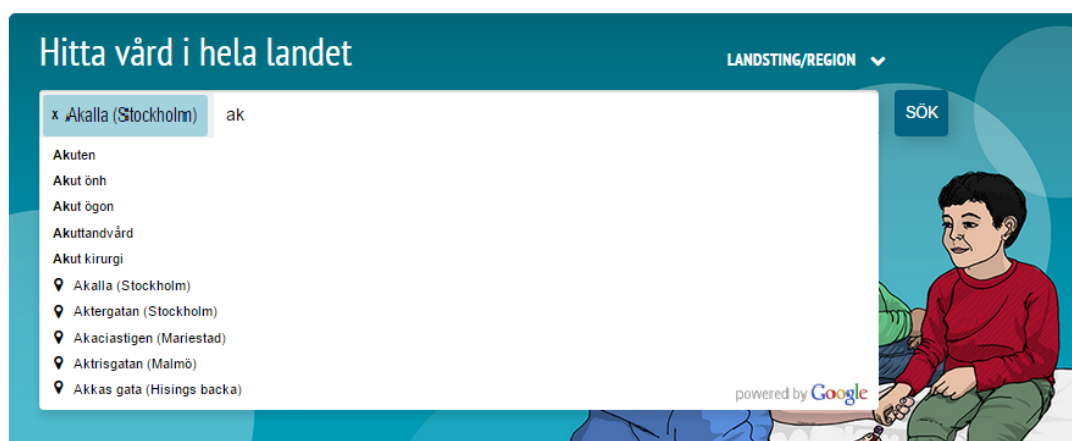 Hitta vård i hela landet
LANDSTING/REGION
x Akalla (Stockholm) ak
SÖK
Akuten
Akut önh
Akut ögon
Akuttandvård
Akut kirurgi
Akalla (Stockholm)
Aktergatan (Stockholm)
Akaciastigen (Mariestad)
Aktrisgatan (Malmö)
Akkas gata (Hisings backa)
powered by Google